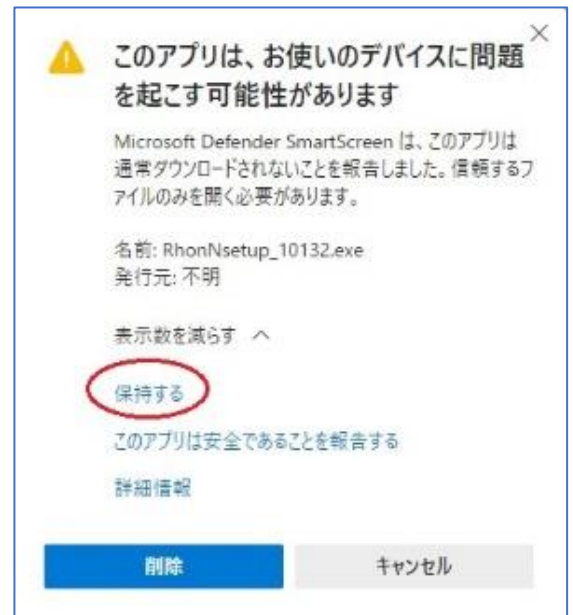 このアプリは、お使いのデバイスに問題
を起こす可能性があります
Microsoft Defender SmartScreen は、このアプリは
通常ダウンロードされないことを報告しました。信頼するフ
ァイルのみを開く必要があります。
名前: RhonNsetup_10132.exe
発行元: 不明
表示数を減らす
保持する
このアプリは安全であることを報告する
詳細情報
削除
キャンセル